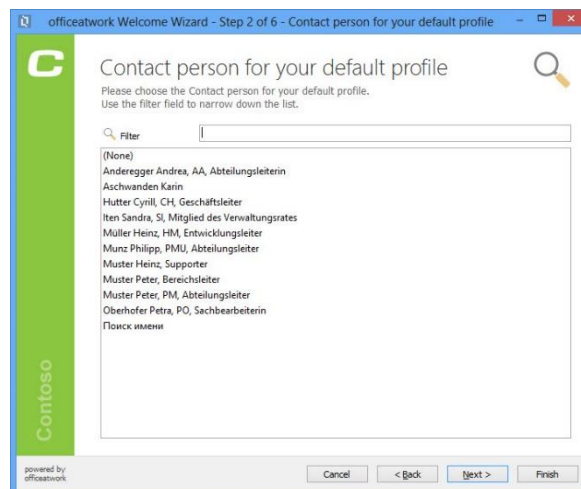 officeatwork Welcome Wizard - Step 2 of 6 - Contact person for your default profile
C
Contact person for your default profile
Please choose the Contact person for your default profile.
Use the filter field to narrow down the list.
Filter
(None)
Anderegger Andrea, AA, Abteilungsleiterin
Aschwanden Karin
Hutter Cyrill, CH, Geschäftsleiter
Iten Sandra, SI, Mitglied des Verwaltungsrates
Müller Heinz, HM, Entwicklungsleiter
Munz Philipp, PMU, Abteilungsleiter
Muster Heinz, Supporter
Muster Peter, Bereichsleiter
Muster Peter, PM, Abteilungsleiter
Oberhofer Petra, PO, Sachbearbeiterin
Поиск имени
Contoso
powered by
officeatwork
Cancel
< Back
Next >
Finish